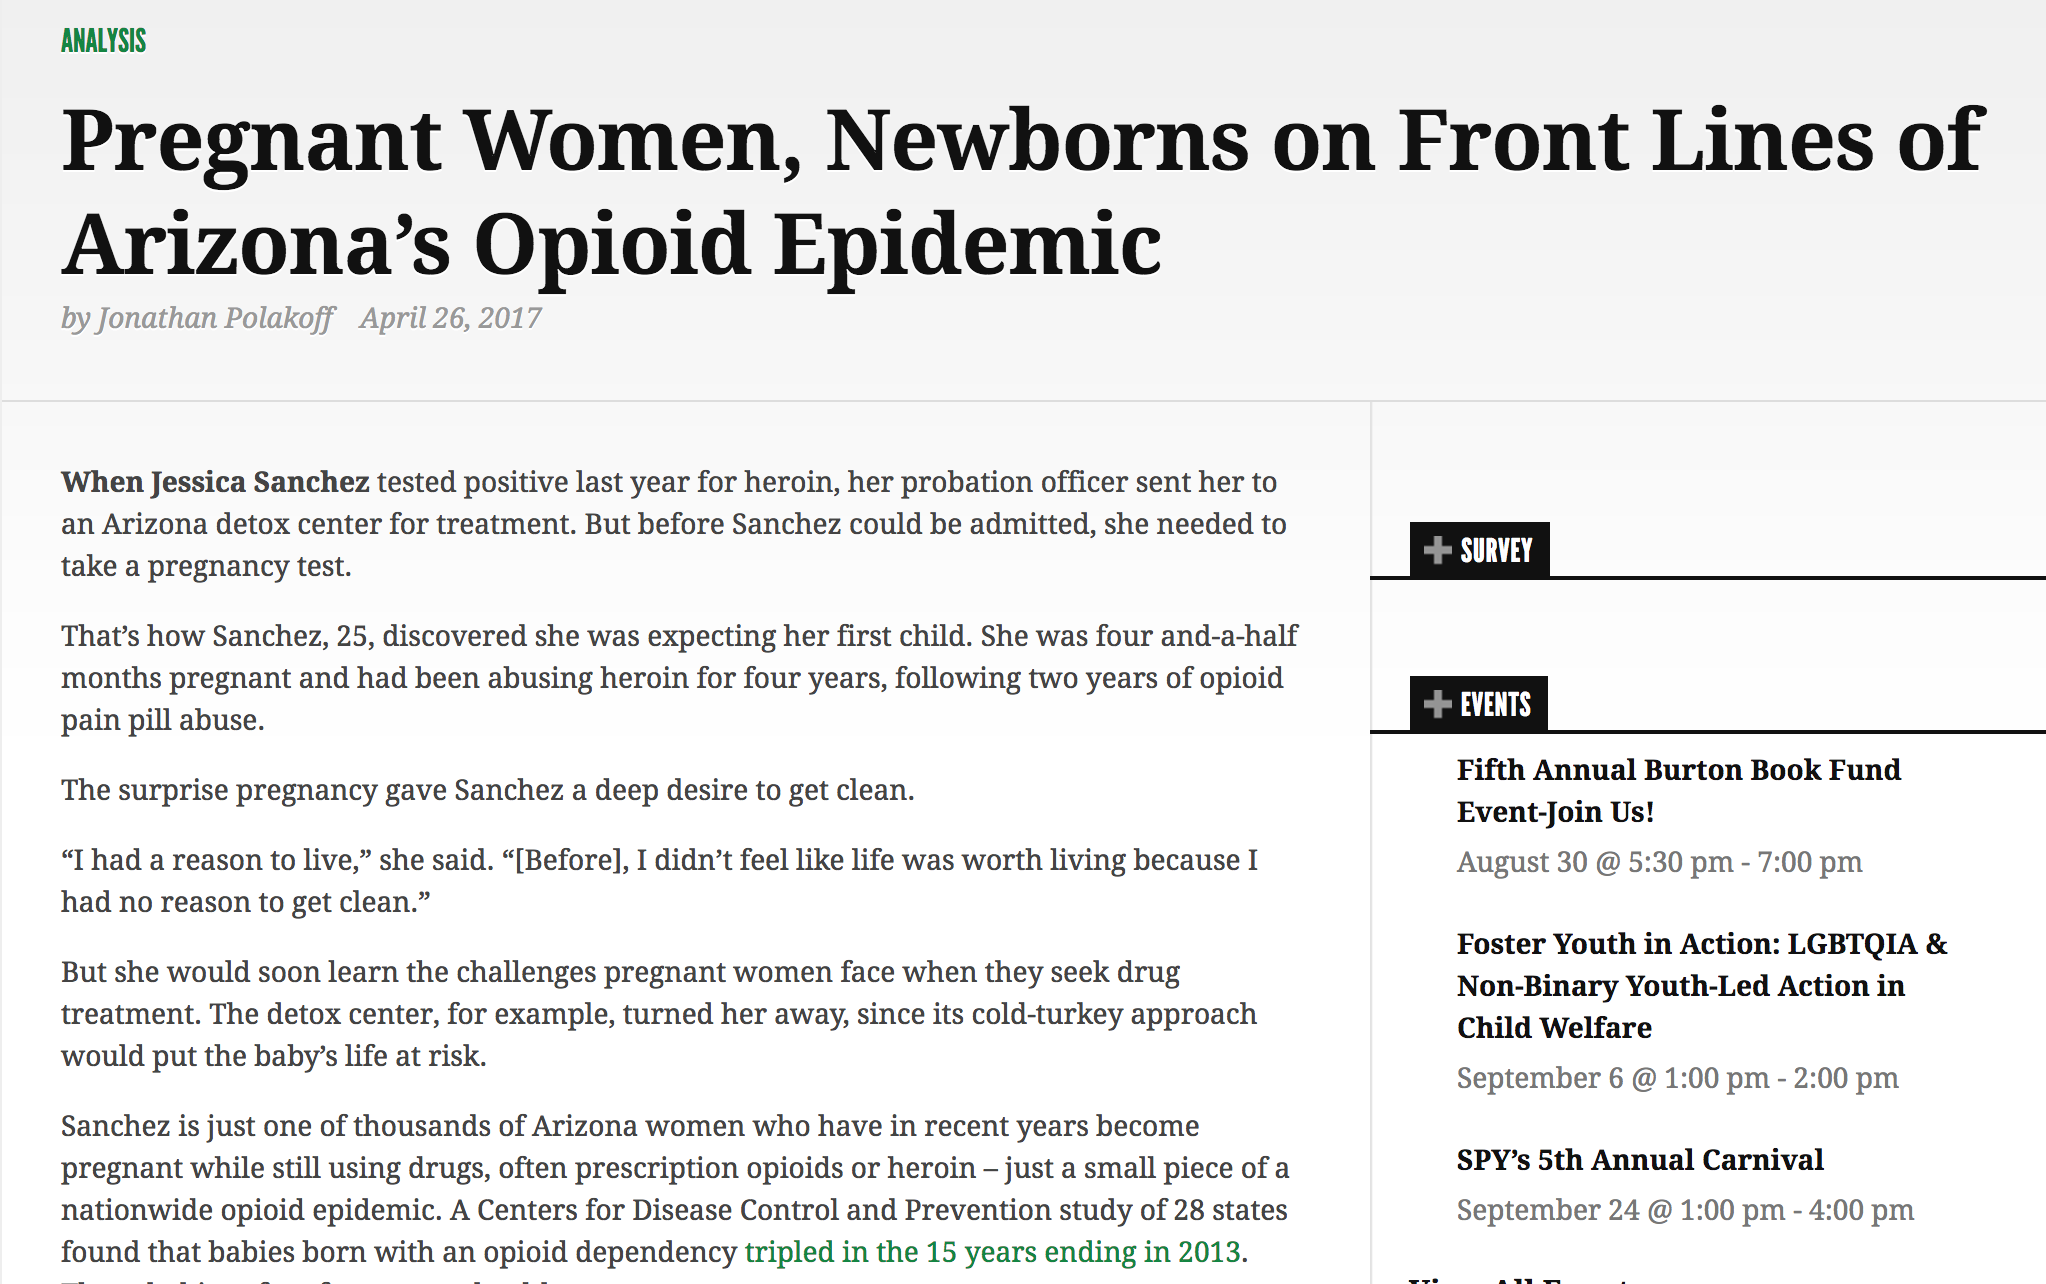 ANALYSIS
Pregnant Women, Newborns on Front Lines of
Arizona’s Opioid Epidemic
by Jonathan Polakoff April 26, 2017
When Jessica Sanchez tested positive last year for heroin, her probation officer sent her to
an Arizona detox center for treatment. But before Sanchez could be admitted, she needed to
take a pregnancy test.
That’s how Sanchez, 25, discovered she was expecting her first child. She was four and-a-half
months pregnant and had been abusing heroin for four years, following two years of opioid
pain pill abuse.
The surprise pregnancy gave Sanchez a deep desire to get clean.
“I had a reason to live,” she said. “[Before], I didn’t feel like life was worth living because I
had no reason to get clean.”
But she would soon learn the challenges pregnant women face when they seek drug
treatment. The detox center, for example, turned her away, since its cold-turkey approach
would put the baby’s life at risk.
Sanchez is just one of thousands of Arizona women who have in recent years become
pregnant while still using drugs, often prescription opioids or heroin – just a small piece of a
nationwide opioid epidemic. A Centers for Disease Control and Prevention study of 28 states
found that babies born with an opioid dependency tripled in the 15 years ending in 2013.
SURVEY
EVENTS
Fifth Annual Burton Book Fund
Event-Join Us!
August 30 @ 5:30 pm - 7:00 pm
Foster Youth in Action: LGBTQIA &
Non-Binary Youth-Led Action in
Child Welfare
September 6 @ 1:00 pm - 2:00 pm
SPY’s 5th Annual Carnival
September 24 @ 1:00 pm - 4:00 pm